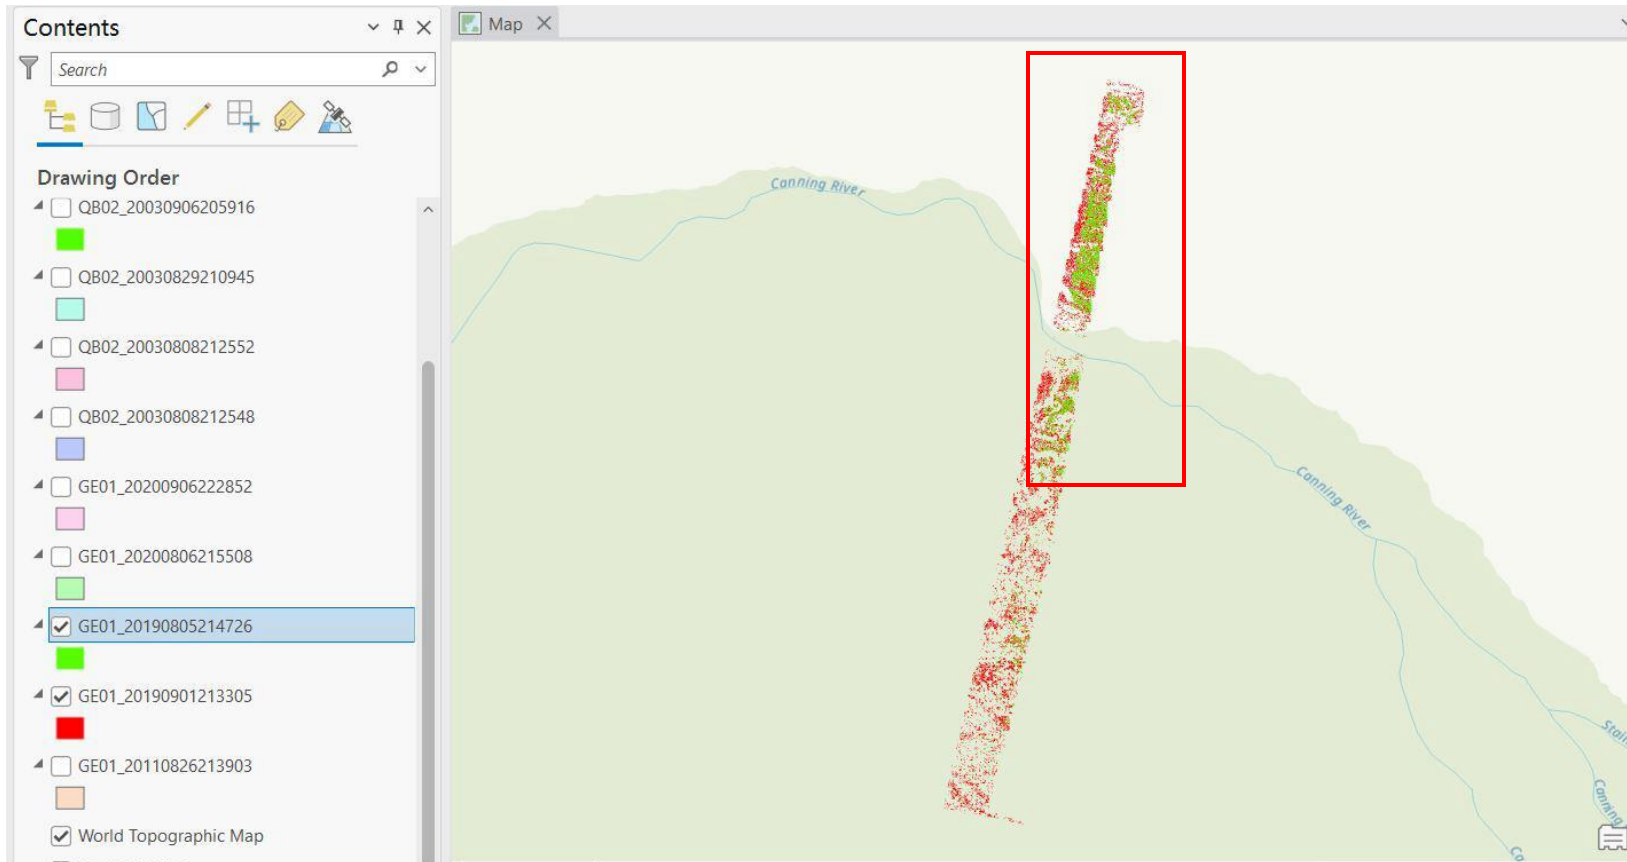 Contents
Search
Drawing Order
QB02_20030906205916
QB02_20030829210945
QB02_20030808212552
QB02_20030808212548
GE01_20200906222852
GE01_20200806215508
GE01_20190805214726
GE01_20190901213305
GE01_20110826213903
World Topographic Map
Map
Canning River
Canning River
Canning